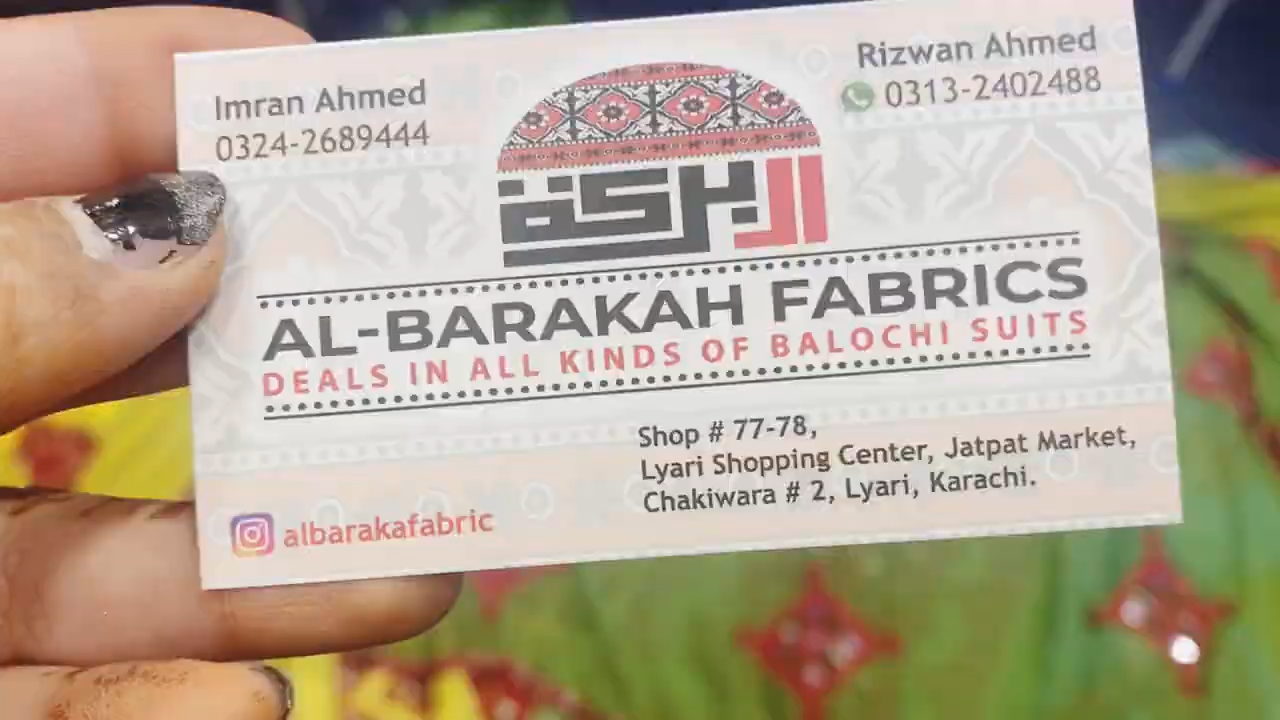 Imran Ahmed
0324-2689444
Rizwan Ahmed
0313-2402488
البركة
AL-BARAKAH FABRICS
DEALS IN ALL KINDS OF BALOCHI SUITS
Shop # 77-78,
Lyari Shopping Center, Jatpat Market,
Chakiwara # 2, Lyari, Karachi.
albarakafabric